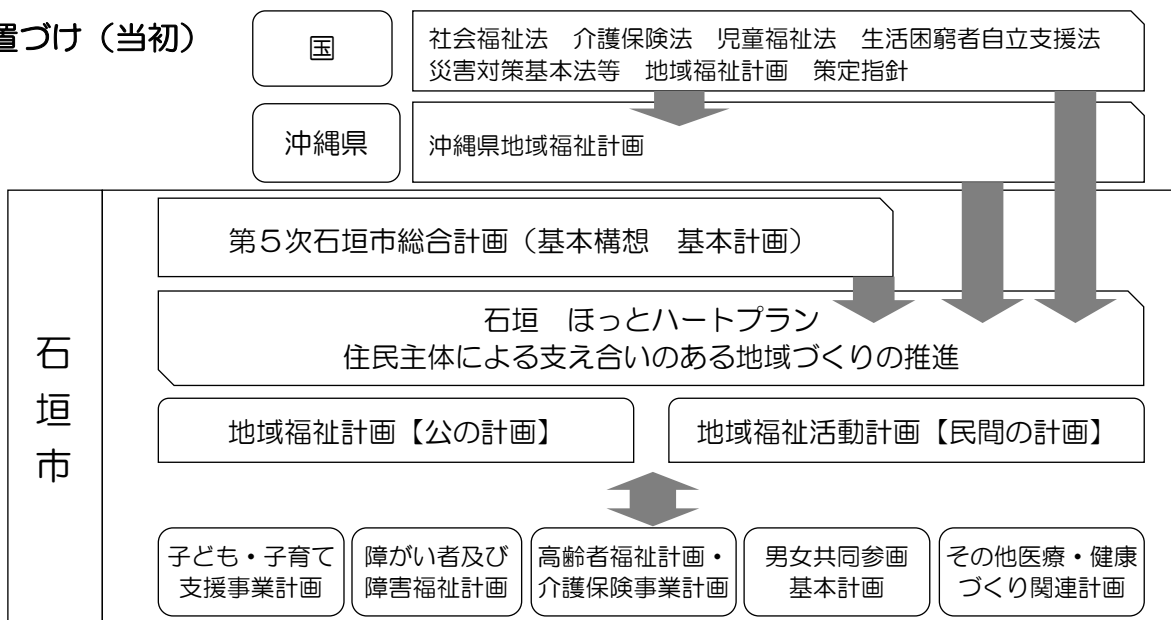 置づけ（当初）
国
社会福祉法　介護保険法　児童福祉法　生活困窮者自立支援法
災害対策基本法等　地域福祉計画　策定指針
沖縄県
沖縄県地域福祉計画
石垣市
第５次石垣市総合計画（基本構想　基本計画）
石垣　ほっとハートプラン
住民主体による支え合いのある地域づくりの推進
地域福祉計画【公の計画】
地域福祉活動計画【民間の計画】
子ども・子育て
支援事業計画
障がい者及び
障害福祉計画
高齢者福祉計画・
介護保険事業計画
男女共同参画
基本計画
その他医療・健康
づくり関連計画